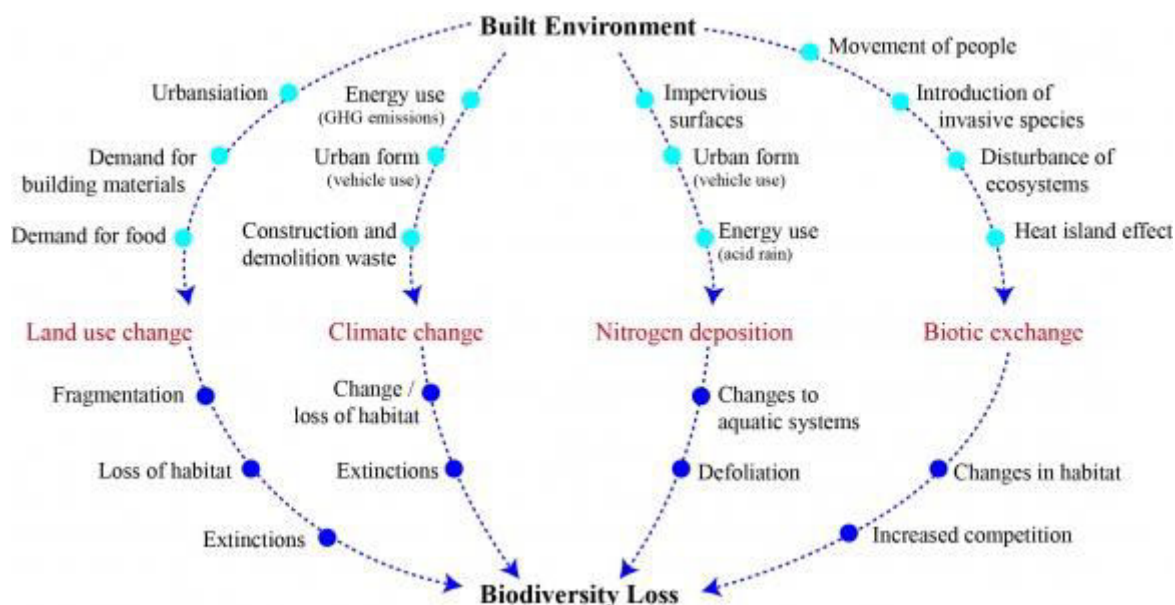 Built Environment
Movement of people
Urbansiation
Energy use
(GHG emissions)
Impervious
surfaces
Introduction of
invasive species
Demand for
building materials
Urban form
(vehicle use)
Urban form
(vehicle use)
Disturbance of
ecosystems
Demand for food
Construction and
demolition waste
Energy use
(acid rain)
Heat island effect
Land use change
Climate change
Nitrogen deposition
Biotic exchange
Fragmentation
Change /
loss of habitat
Changes to
aquatic systems
Loss of habitat
Extinctions
Defoliation
Changes in habitat
Extinctions
Increased competition
Biodiversity Loss